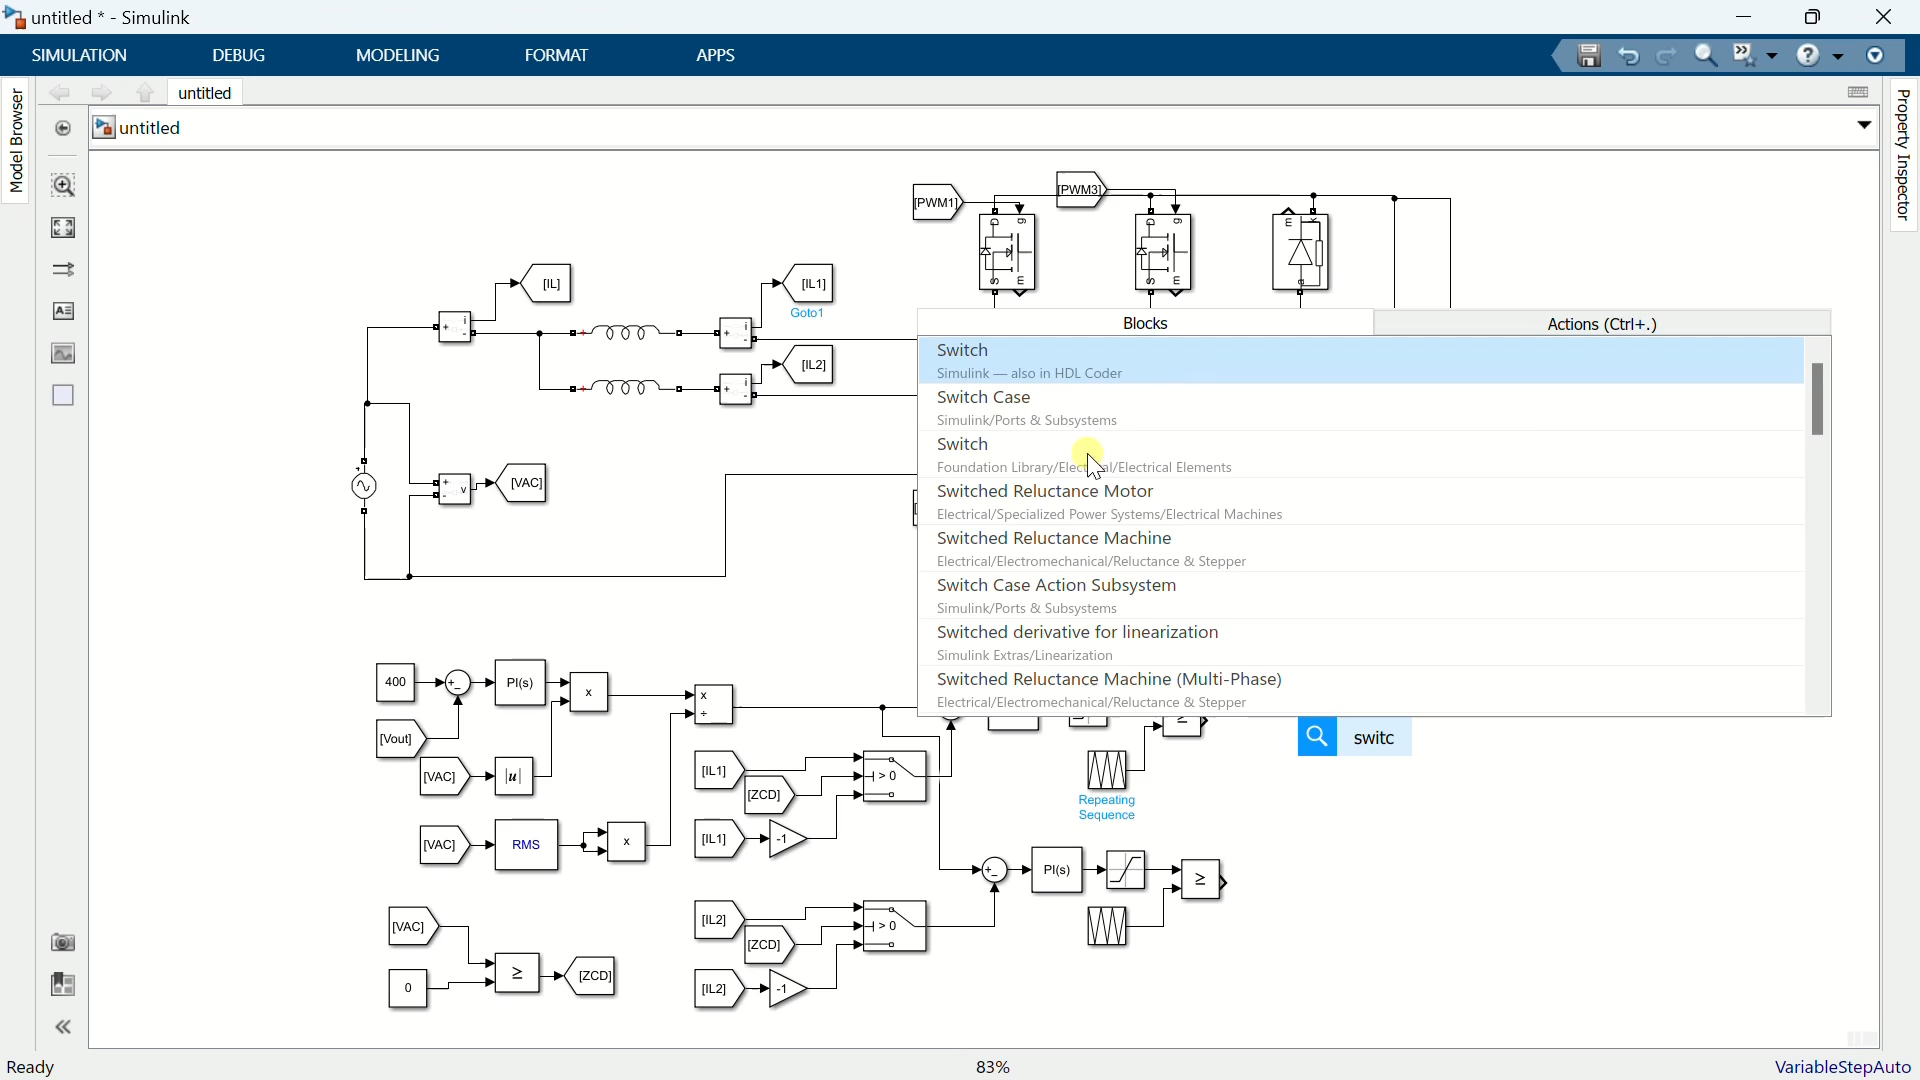 untitled * - Simulink
SIMULATION DEBUG MODELING FORMAT APPS
Model Browser
Property Inspector
untitled
untitled
[PWM1]
[PWM3]
D g S m
D g S m
m k a
[IL]
[IL1]
Goto1
[IL2]
+ i -
+ i -
+ i -
+ v -
[VAC]
Blocks
Actions (Ctrl+.)
Switch
Simulink — also in HDL Coder
Switch Case
Simulink/Ports & Subsystems
Switch
Foundation Library/Electrical/Electrical Elements
Switched Reluctance Motor
Electrical/Specialized Power Systems/Electrical Machines
Switched Reluctance Machine
Electrical/Electromechanical/Reluctance & Stepper
Switch Case Action Subsystem
Simulink/Ports & Subsystems
Switched derivative for linearization
Simulink Extras/Linearization
Switched Reluctance Machine (Multi-Phase)
Electrical/Electromechanical/Reluctance & Stepper
switc
400
PI(s)
x
x ÷
[Vout]
[VAC]
|u|
[VAC]
RMS
x
[IL1]
[ZCD]
> 0
[IL1]
-1
≥
Repeating
Sequence
PI(s)
≥
[IL2]
[ZCD]
> 0
[IL2]
-1
[VAC]
0
≥
[ZCD]
Ready
83%
VariableStepAuto